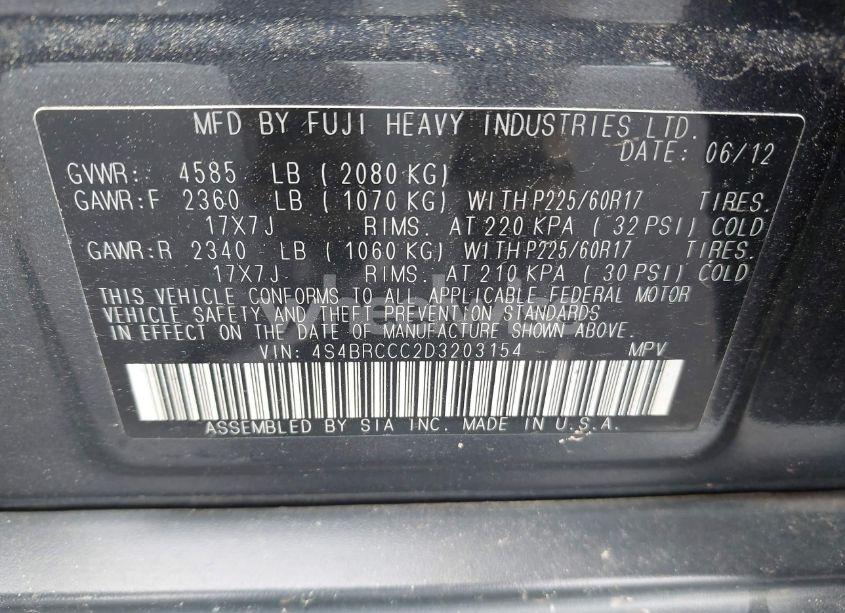 MFD BY FUJI HEAVY INDUSTRIES LTD.
DATE: 06/12
GVWR: 4585 LB ( 2080 KG)
GAWR:F 2360 LB ( 1070 KG) WITH P225/60R17 TIRES.
17X7J RIMS. AT 220 KPA ( 32 PSI) COLD
GAWR:R 2340 LB ( 1060 KG) WITH P225/60R17 TIRES.
17X7J RIMS. AT 210 KPA ( 30 PSI) COLD
THIS VEHICLE CONFORMS TO ALL APPLICABLE FEDERAL MOTOR
VEHICLE SAFETY AND THEFT PREVENTION STANDARDS
IN EFFECT ON THE DATE OF MANUFACTURE SHOWN ABOVE.
VIN: 4S4BRCCC2D3203154 MPV
ASSEMBLED BY SIA INC. MADE IN U.S.A.